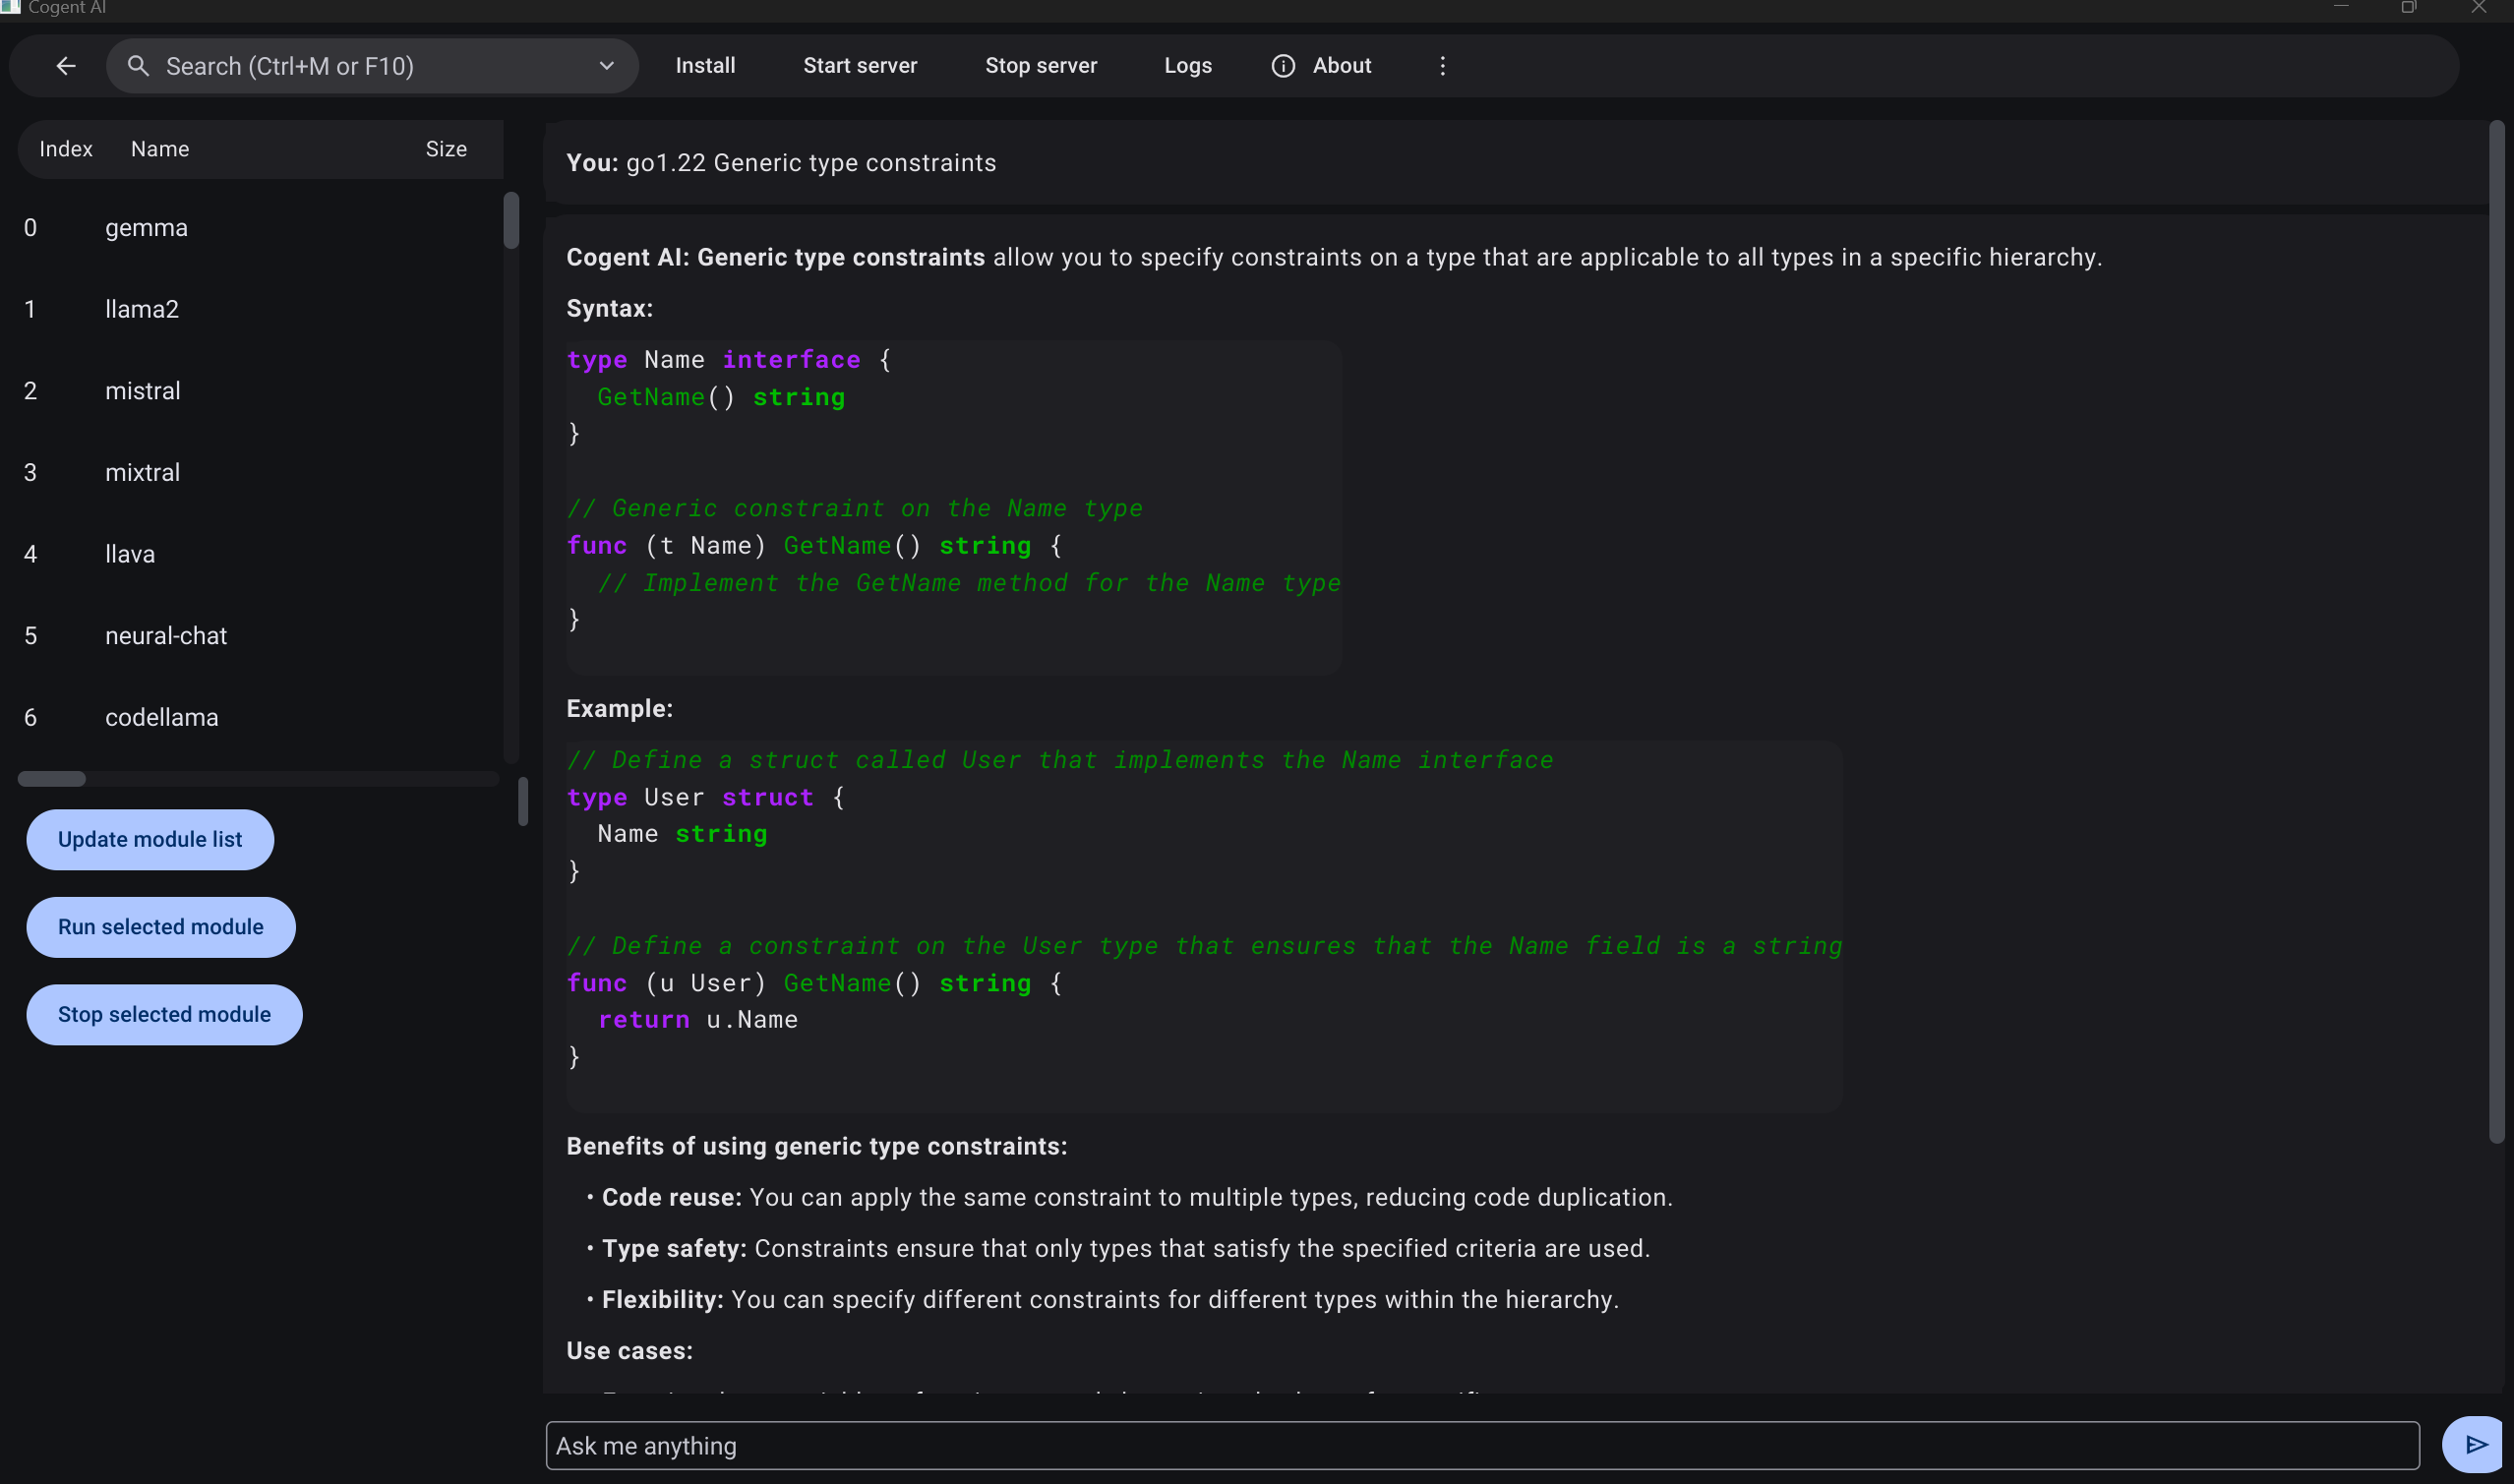 Cogent AI
Search (Ctrl+M or F10)
Install
Start server
Stop server
Logs
About
Index Name Size
0 gemma
1 llama2
2 mistral
3 mixtral
4 llava
5 neural-chat
6 codellama
Update module list
Run selected module
Stop selected module
You: go1.22 Generic type constraints
Cogent AI: Generic type constraints allow you to specify constraints on a type that are applicable to all types in a specific hierarchy.
Syntax:
type Name interface {
  GetName() string
}
// Generic constraint on the Name type
func (t Name) GetName() string {
  // Implement the GetName method for the Name type
}
Example:
// Define a struct called User that implements the Name interface
type User struct {
  Name string
}
// Define a constraint on the User type that ensures that the Name field is a string
func (u User) GetName() string {
  return u.Name
}
Benefits of using generic type constraints:
• Code reuse: You can apply the same constraint to multiple types, reducing code duplication.
• Type safety: Constraints ensure that only types that satisfy the specified criteria are used.
• Flexibility: You can specify different constraints for different types within the hierarchy.
Use cases:
Ask me anything